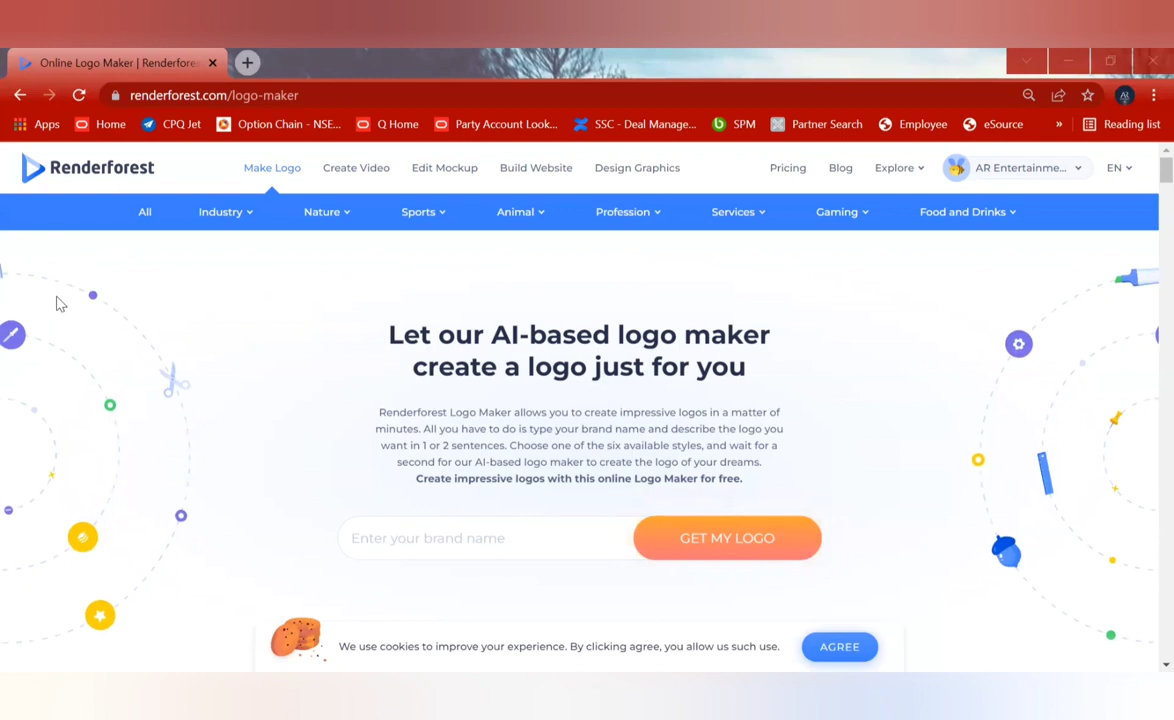 Online Logo Maker | Renderfores
renderforest.com/logo-maker
Apps Home CPQ Jet Option Chain - NSE... Q Home Party Account Look... SSC - Deal Manage... SPM Partner Search Employee eSource » Reading list
Renderforest Make Logo Create Video Edit Mockup Build Website Design Graphics Pricing Blog Explore AR Entertainme... EN
All Industry Nature Sports Animal Profession Services Gaming Food and Drinks
Let our AI-based logo maker
create a logo just for you
Renderforest Logo Maker allows you to create impressive logos in a matter of
minutes. All you have to do is type your brand name and describe the logo you
want in 1 or 2 sentences. Choose one of the six available styles, and wait for a
second for our AI-based logo maker to create the logo of your dreams.
Create impressive logos with this online Logo Maker for free.
Enter your brand name GET MY LOGO
We use cookies to improve your experience. By clicking agree, you allow us such use. AGREE